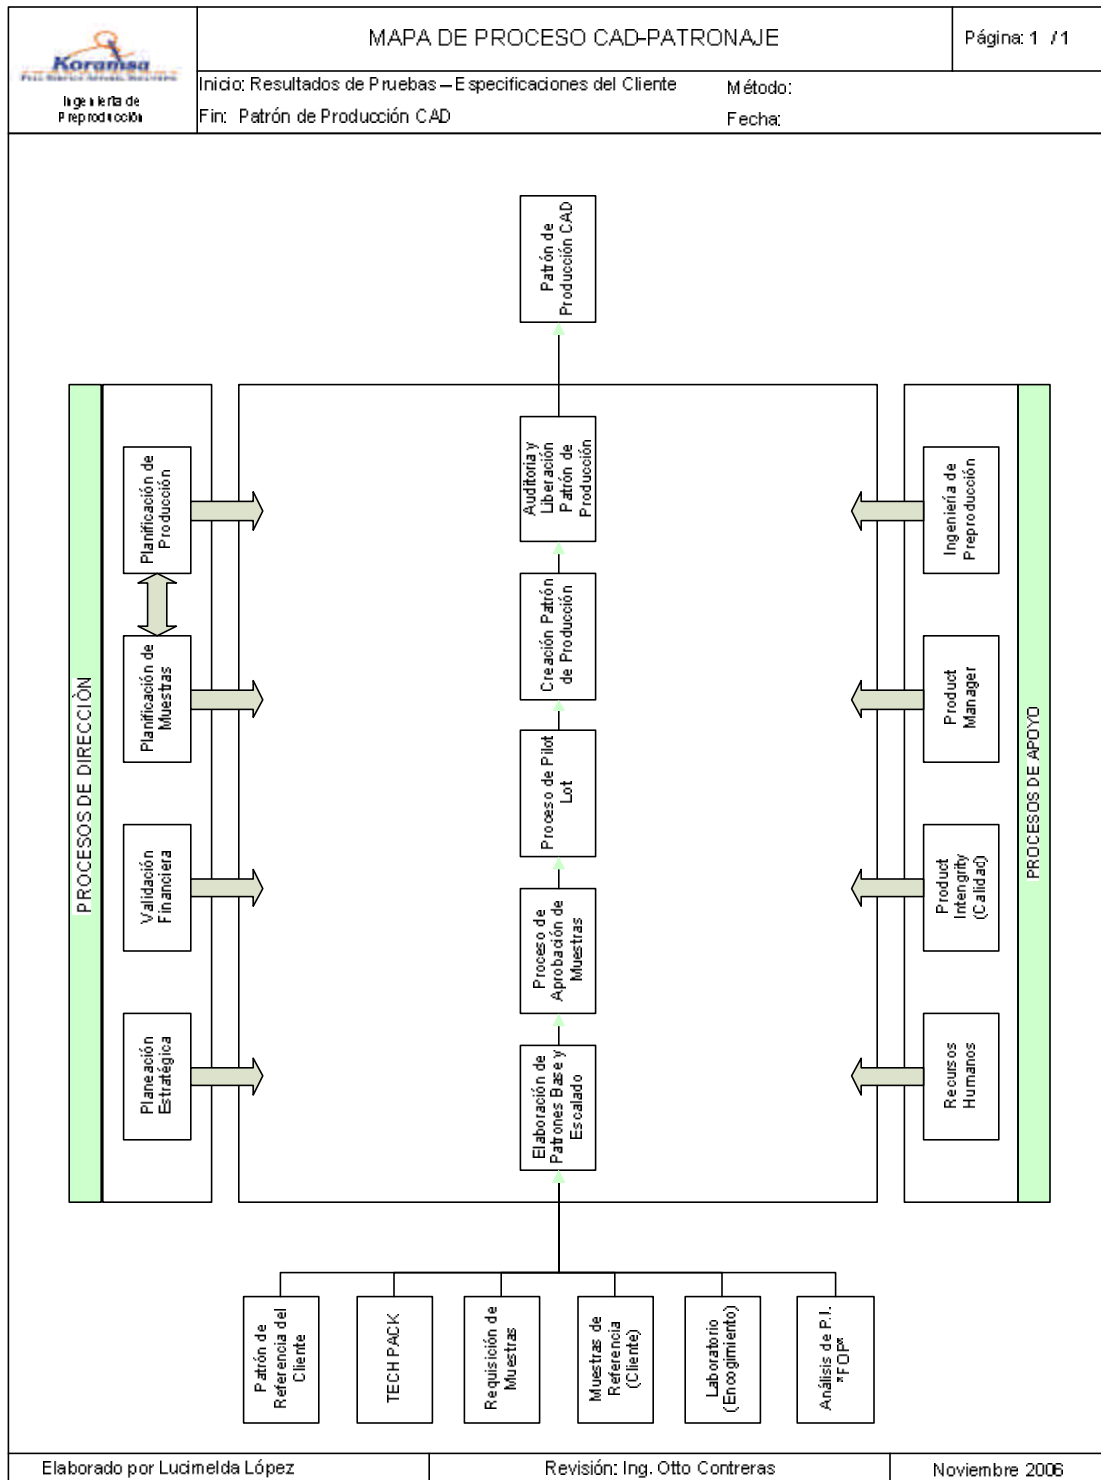 MAPA DE PROCESO CAD-PATRONAJE
Página: 1 / 1
Koramsa
Ingeniería de
Preproducción
Inicio: Resultados de Pruebas – Especificaciones del Cliente
Método:
Fin: Patrón de Producción CAD
Fecha:
Patrón de
Producción CAD
PROCESOS DE DIRECCIÒN
Planeación
Estratégica
Validación
Financiera
Planificación de
Muestras
Planificación de
Producción
Elaboración de
Patrones Base y
Escalado
Proceso de
Aprobación de
Muestras
Proceso de Pilot
Lot
Creación Patrón
de Producción
Auditoria y
Liberación
Patrón de
Producción
Recursos
Humanos
Product
Intengrity
(Calidad)
Product
Manager
Ingeniería de
Preproducción
PROCESOS DE APOYO
Patrón de
Referencia del
Cliente
TECH PACK
Requisición de
Muestras
Muestras de
Referencia
(Cliente)
Laboratorio
(Encogimiento)
Análisis de P.I.
"FOP"
Elaborado por Lucimelda López
Revisión: Ing. Otto Contreras
Noviembre 2006